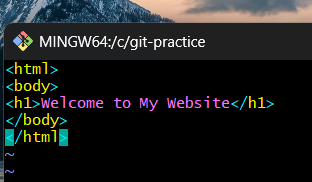 MINGW64:/c/git-practice
<html>
<body>
<h1>Welcome to My Website</h1>
</body>
</html>
~
~